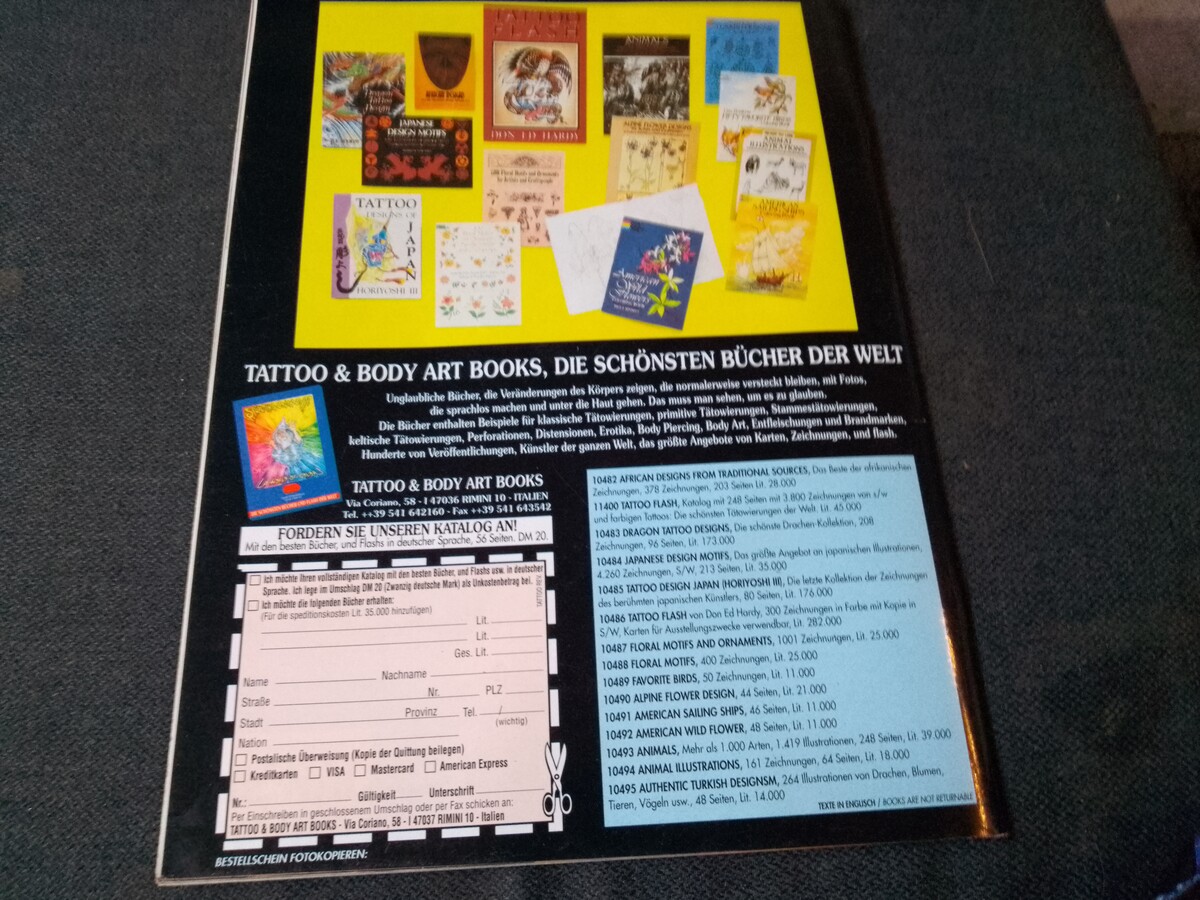 TATTOO
FLASH
DON ED HARDY
ANIMALS
Dragon
Tattoo
Design
JAPANESE
DESIGN MOTIFS
ALPINE FLOWER DESIGNS
ANIMAL
ILLUSTRATIONS
AMERICAN
SAILING SHIPS
TATTOO
DESIGNS OF
JAPAN
HORIYOSHI III
American
Wild
Flowers
TATTOO & BODY ART BOOKS, DIE SCHÖNSTEN BÜCHER DER WELT
Unglaubliche Bücher, die Veränderungen des Körpers zeigen, die normalerweise versteckt bleiben, mit Fotos,
die sprachlos machen und unter die Haut gehen. Das muss man sehen, um es zu glauben.
Die Bücher enthalten Beispiele für klassische Tätowierungen, primitive Tätowierungen, Stammestätowierungen,
keltische Tätowierungen, Perforationen, Distensionen, Erotika, Body Piercing, Body Art, Entfleischungen und Brandmarken,
Hunderte von Veröffentlichungen, Künstler der ganzen Welt, das größte Angebote von Karten, Zeichnungen, und flash.
TATTOO & BODY ART BOOKS
Via Coriano, 58 - I 47036 RIMINI 10 - ITALIEN
Tel. ++39 541 642160 - Fax ++39 541 643542
FORDERN SIE UNSEREN KATALOG AN!
Mit den besten Bücher, und Flashs in deutscher Sprache, 56 Seiten. DM 20.
Ich möchte Ihren vollständigen Katalog mit den besten Bücher, und Flashs usw. in deutscher
Sprache. Ich lege im Umschlag DM 20 (Zwanzig deutsche Mark) als Unkostenbetrag bei.
Ich möchte die folgenden Bücher erhalten:
(Für die speditionskosten Lit. 35.000 hinzufügen)
Lit.
Lit.
Ges. Lit.
Name Nachname
Straße Nr. PLZ
Stadt Provinz Tel. /
(wichtig)
Nation
Postalische Überweisung (Kopie der Quittung beilegen)
Kreditkarten VISA Mastercard American Express
Nr.: Gültigkeit Unterschrift
Per Einschreiben in geschlossenem Umschlag oder per Fax schicken an:
TATTOO & BODY ART BOOKS - Via Coriano, 58 - I 47037 RIMINI 10 - Italien
BESTELLSCHEIN FOTOKOPIEREN:
10482 AFRICAN DESIGNS FROM TRADITIONAL SOURCES, Das Beste der afrikanischen
Zeichnungen, 378 Zeichnungen, 203 Seiten Lit. 28.000
11400 TATTOO FLASH, Katalog mit 248 Seiten mit 3.800 Zeichnungen von s/w
und farbigen Tattoos: Die schönsten Tätowierungen der Welt. Lit. 45.000
10483 DRAGON TATTOO DESIGNS, Die schönste Drachen-Kollektion, 208
Zeichnungen, 96 Seiten, Lit. 173.000
10484 JAPANESE DESIGN MOTIFS, Das größte Angebot an japanischen Illustrationen,
4.260 Zeichnungen, S/W, 213 Seiten, Lit. 35.000
10485 TATTOO DESIGN JAPAN (HORIYOSHI III), Die letzte Kollektion der Zeichnungen
des berühmten japanischen Künstlers, 80 Seiten, Lit. 176.000
10486 TATTOO FLASH von Don Ed Hardy, 300 Zeichnungen in Farbe mit Kopie in
S/W, Karten für Ausstellungszwecke verwendbar, Lit. 282.000
10487 FLORAL MOTIFS AND ORNAMENTS, 1001 Zeichnungen, Lit. 25.000
10488 FLORAL MOTIFS, 400 Zeichnungen, Lit. 25.000
10489 FAVORITE BIRDS, 50 Zeichnungen, Lit. 11.000
10490 ALPINE FLOWER DESIGN, 44 Seiten, Lit. 21.000
10491 AMERICAN SAILING SHIPS, 46 Seiten, Lit. 11.000
10492 AMERICAN WILD FLOWER, 48 Seiten, Lit. 11.000
10493 ANIMALS, Mehr als 1.000 Arten, 1.419 Illustrationen, 248 Seiten, Lit. 39.000
10494 ANIMAL ILLUSTRATIONS, 161 Zeichnungen, 64 Seiten, Lit. 18.000
10495 AUTHENTIC TURKISH DESIGNSM, 264 Illustrationen von Drachen, Blumen,
Tieren, Vögeln usw., 48 Seiten, Lit. 14.000
TEXTE IN ENGLISCH / BOOKS ARE NOT RETURNABLE